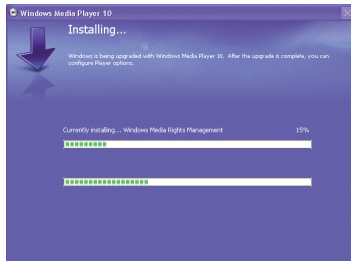 Windows Media Player 10
Installing...
Windows is being upgraded with Windows Media Player 10. After the upgrade is complete, you can
configure Player options.
Currently installing... Windows Media Rights Management 15%